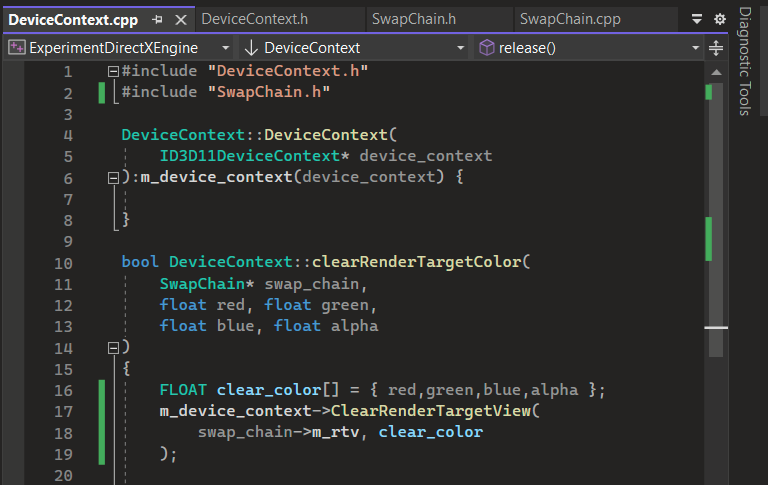 DeviceContext.cpp DeviceContext.h SwapChain.h SwapChain.cpp
ExperimentDirectXEngine DeviceContext release()
Diagnostic Tools
1 #include "DeviceContext.h"
2 #include "SwapChain.h"
3
4 DeviceContext::DeviceContext(
5 ID3D11DeviceContext* device_context
6 ):m_device_context(device_context) {
7
8 }
9
10 bool DeviceContext::clearRenderTargetColor(
11 SwapChain* swap_chain,
12 float red, float green,
13 float blue, float alpha
14 )
15 {
16 FLOAT clear_color[] = { red,green,blue,alpha };
17 m_device_context->ClearRenderTargetView(
18 swap_chain->m_rtv, clear_color
19 );
20